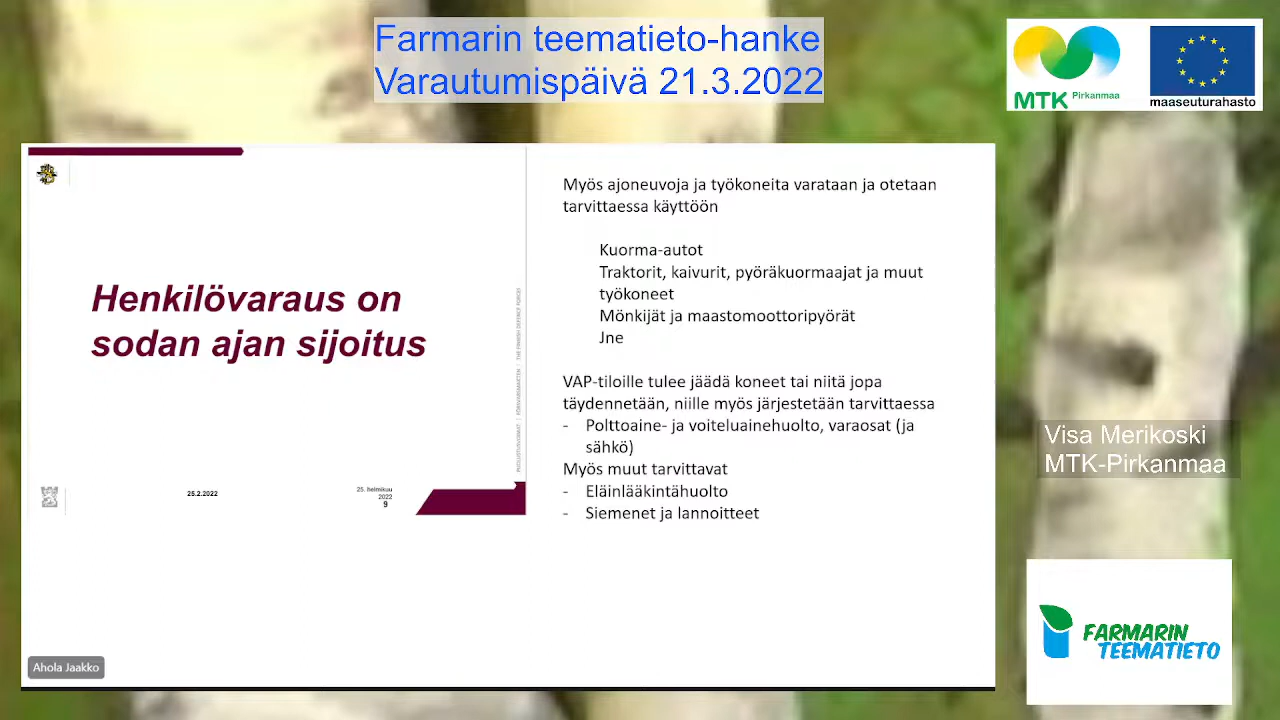 Farmarin teematieto-hanke
Varautumispäivä 21.3.2022
MTK Pirkanmaa
maaseuturahasto
Henkilövaraus on
sodan ajan sijoitus
25.2.2022
25. helmikuu
2022
9
Myös ajoneuvoja ja työkoneita varataan ja otetaan
tarvittaessa käyttöön
Kuorma-autot
Traktorit, kaivurit, pyöräkuormaajat ja muut
työkoneet
Mönkijät ja maastomoottoripyörät
Jne
VAP-tiloille tulee jäädä koneet tai niitä jopa
täydennetään, niille myös järjestetään tarvittaessa
- Polttoaine- ja voiteluainehuolto, varaosat (ja
sähkö)
Myös muut tarvittavat
- Eläinlääkintähuolto
- Siemenet ja lannoitteet
Visa Merikoski
MTK-Pirkanmaa
FARMARIN
TEEMATIETO
Ahola Jaakko